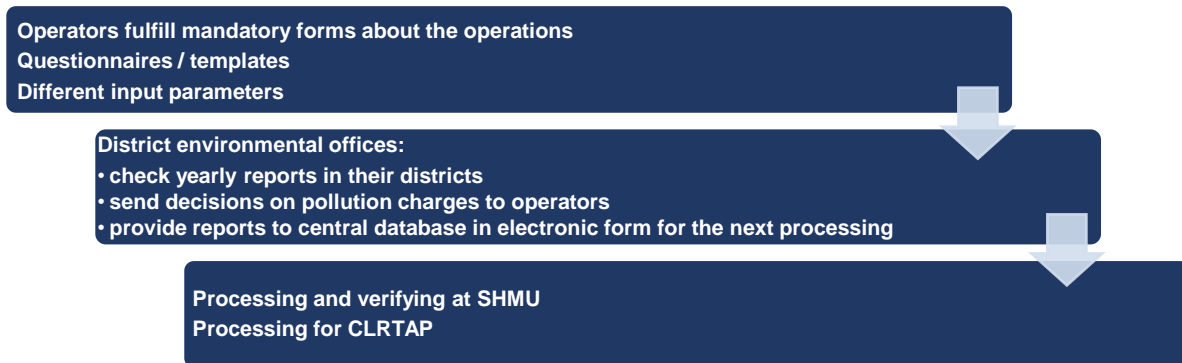 Operators fulfill mandatory forms about the operations
Questionnaires / templates
Different input parameters
District environmental offices:
• check yearly reports in their districts
• send decisions on pollution charges to operators
• provide reports to central database in electronic form for the next processing
Processing and verifying at SHMU
Processing for CLRTAP